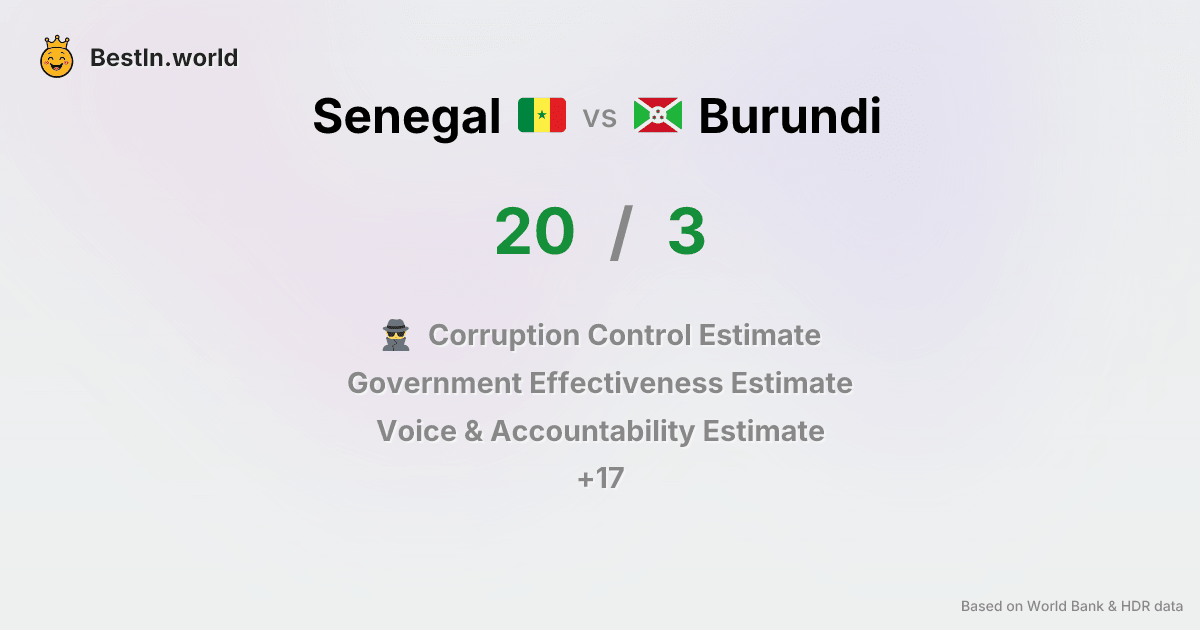 BestIn.world
Senegal vs Burundi
20 / 3
Corruption Control Estimate
Government Effectiveness Estimate
Voice & Accountability Estimate
+17
Based on World Bank & HDR data